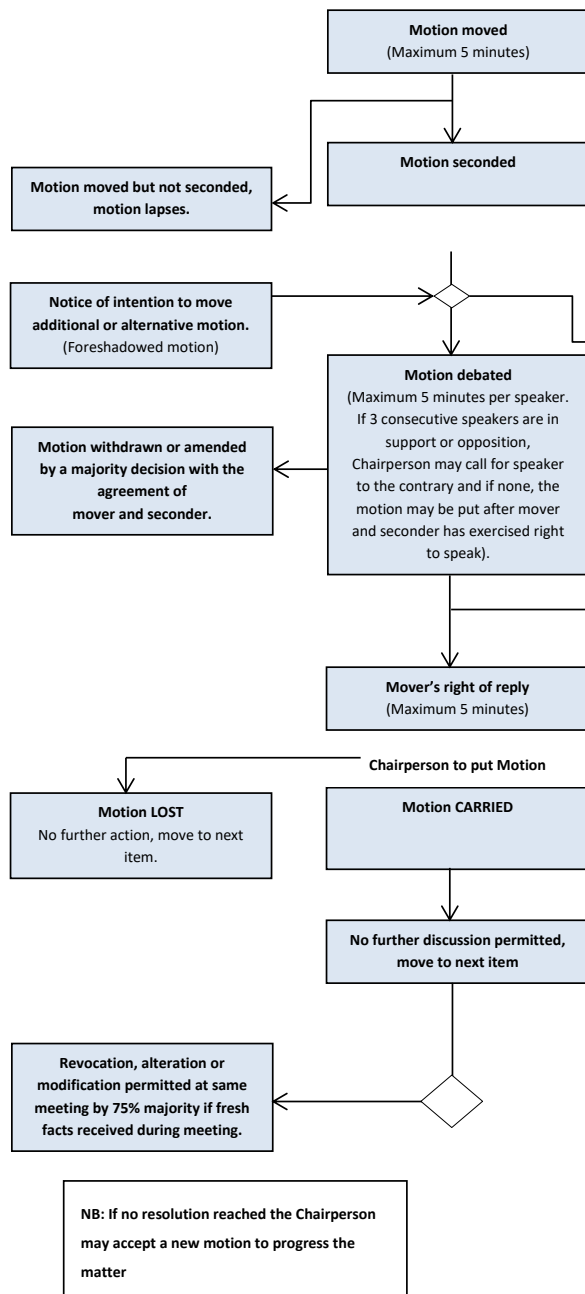 Motion moved
(Maximum 5 minutes)
Motion seconded
Motion moved but not seconded,
motion lapses.
Notice of intention to move
additional or alternative motion.
(Foreshadowed motion)
Motion debated
(Maximum 5 minutes per speaker.
If 3 consecutive speakers are in
support or opposition,
Chairperson may call for speaker
to the contrary and if none, the
motion may be put after mover
and seconder has exercised right
to speak).
Motion withdrawn or amended
by a majority decision with the
agreement of
mover and seconder.
Mover’s right of reply
(Maximum 5 minutes)
Chairperson to put Motion
Motion LOST
No further action, move to next
item.
Motion CARRIED
No further discussion permitted,
move to next item
Revocation, alteration or
modification permitted at same
meeting by 75% majority if fresh
facts received during meeting.
NB: If no resolution reached the Chairperson
may accept a new motion to progress the
matter